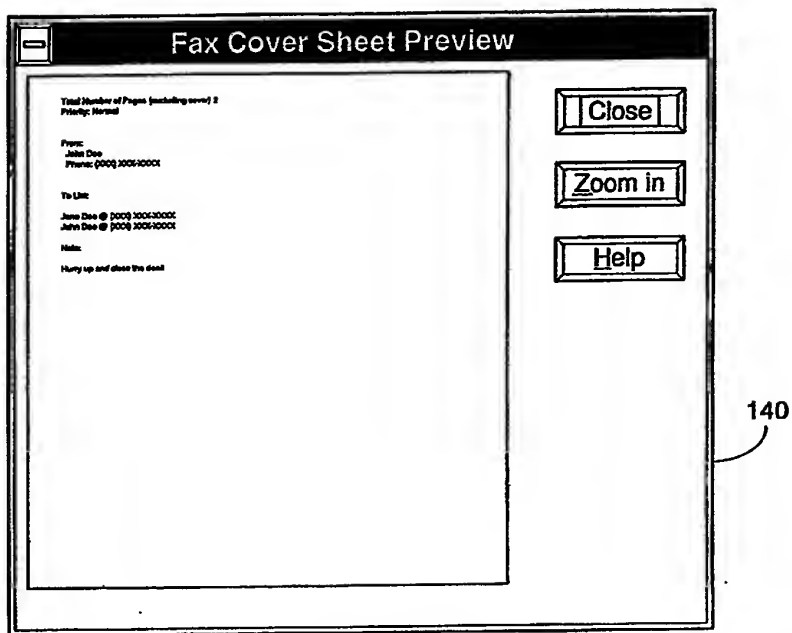 Fax Cover Sheet Preview
Total Number of Pages (excluding cover) 2
Priority: Normal
From:
John Doe
Phone: (XXX) XXX-XXXX
To List:
Jane Doe @ (XXX) XXX-XXXX
John Doe @ (XXX) XXX-XXXX
Note:
Hurry up and close the deal!
Close
Zoom in
Help
140